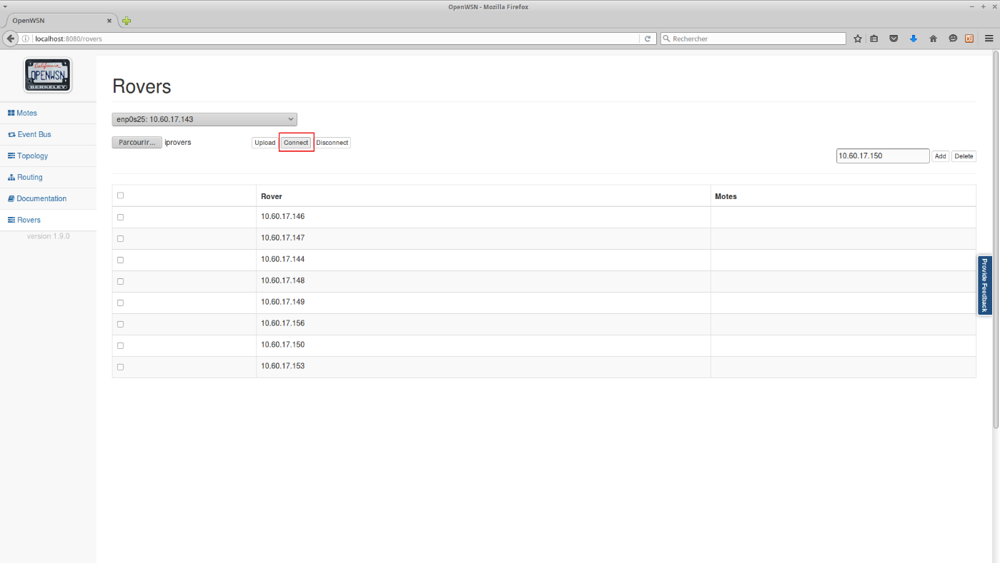 OpenWSN - Mozilla Firefox
OpenWSN
localhost:8080/rovers
Rechercher
California
OPENWSN
BERKELEY
Motes
Event Bus
Topology
Routing
Documentation
Rovers
version 1.9.0
Rovers
enp0s25: 10.60.17.143
Parcourir... iprovers Upload Connect Disconnect
10.60.17.150 Add Delete
Rover Motes
10.60.17.146
10.60.17.147
10.60.17.144
10.60.17.148
10.60.17.149
10.60.17.156
10.60.17.150
10.60.17.153
Provide Feedback